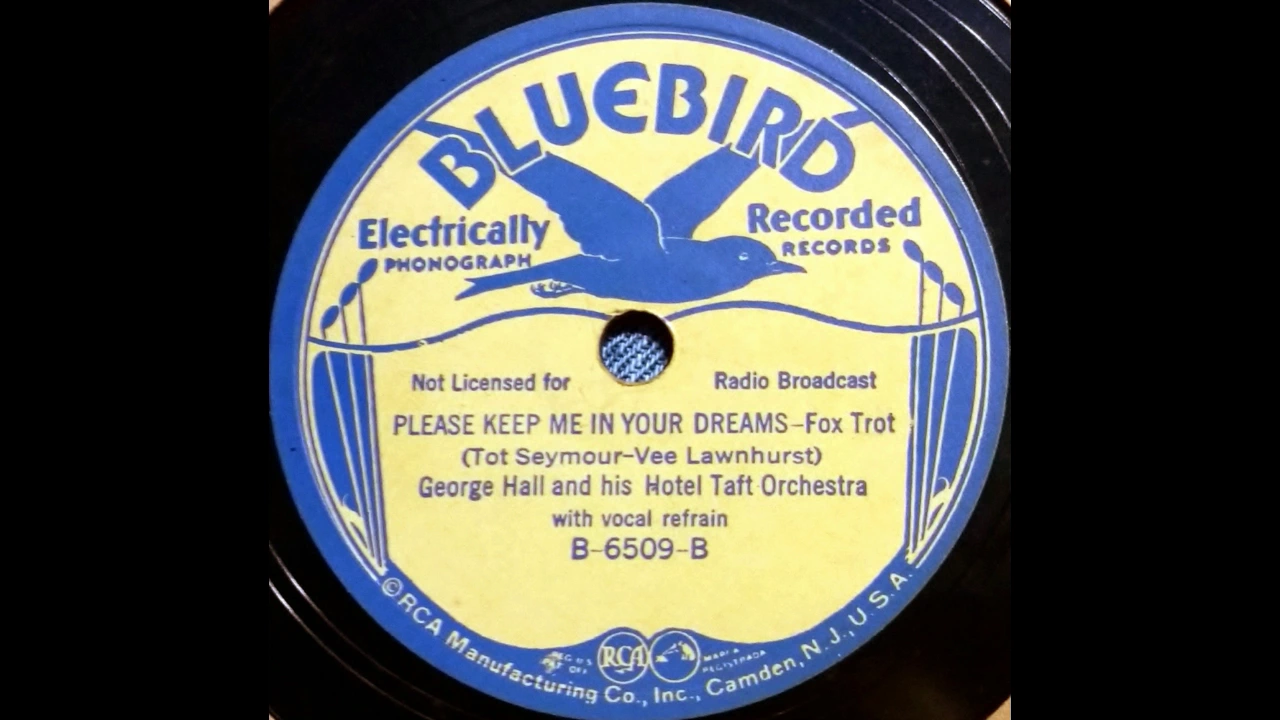 BLUEBIRD
Electrically Recorded
PHONOGRAPH RECORDS
Not Licensed for Radio Broadcast
PLEASE KEEP ME IN YOUR DREAMS-Fox Trot
(Tot Seymour-Vee Lawnhurst)
George Hall and his Hotel Taft Orchestra
with vocal refrain
B-6509-B
RCA
MARCA
REGISTRADA
©RCA Manufacturing Co., Inc., Camden, N.J., U.S.A.